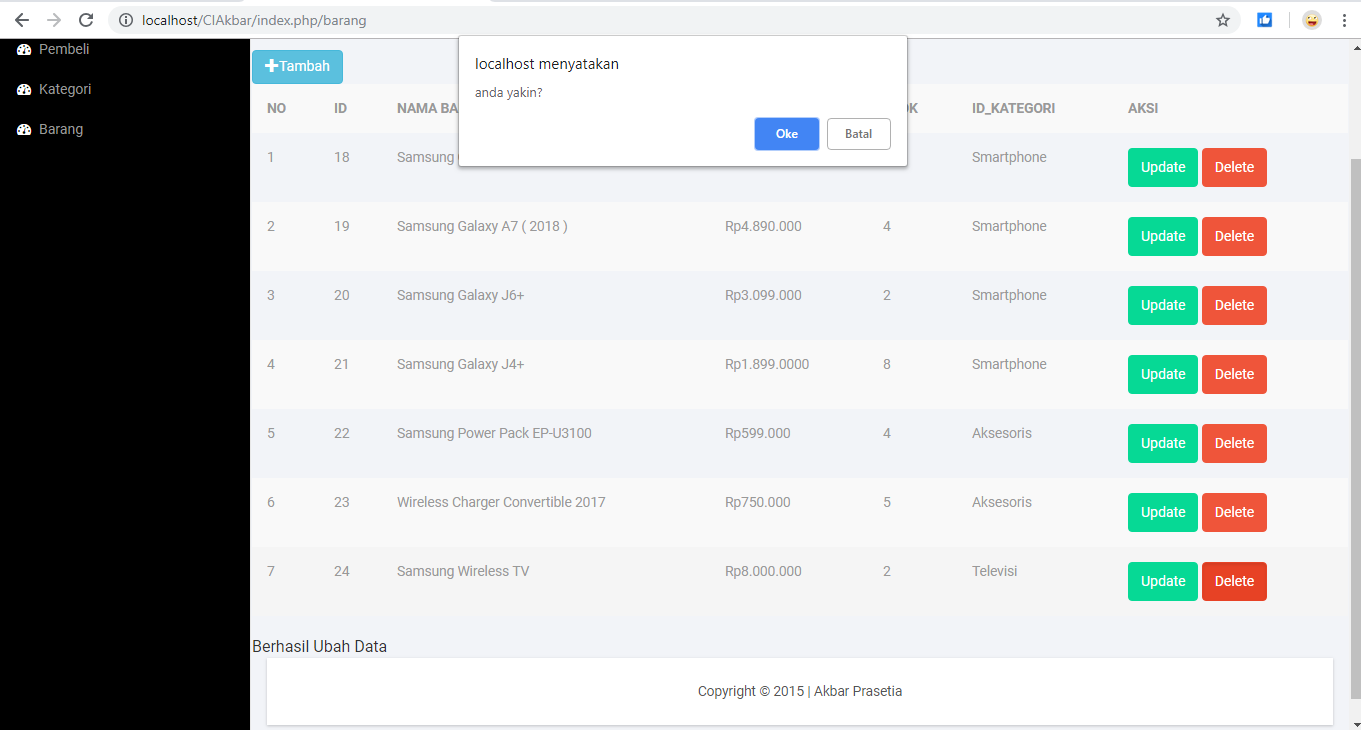 localhost/CIAkbar/index.php/barang
Pembeli
Kategori
Barang
Tambah
localhost menyatakan
anda yakin?
Oke
Batal
NO ID NAMA BA OK ID_KATEGORI AKSI
1 18 Samsung Smartphone Update Delete
2 19 Samsung Galaxy A7 ( 2018 ) Rp4.890.000 4 Smartphone Update Delete
3 20 Samsung Galaxy J6+ Rp3.099.000 2 Smartphone Update Delete
4 21 Samsung Galaxy J4+ Rp1.899.0000 8 Smartphone Update Delete
5 22 Samsung Power Pack EP-U3100 Rp599.000 4 Aksesoris Update Delete
6 23 Wireless Charger Convertible 2017 Rp750.000 5 Aksesoris Update Delete
7 24 Samsung Wireless TV Rp8.000.000 2 Televisi Update Delete
Berhasil Ubah Data
Copyright © 2015 | Akbar Prasetia